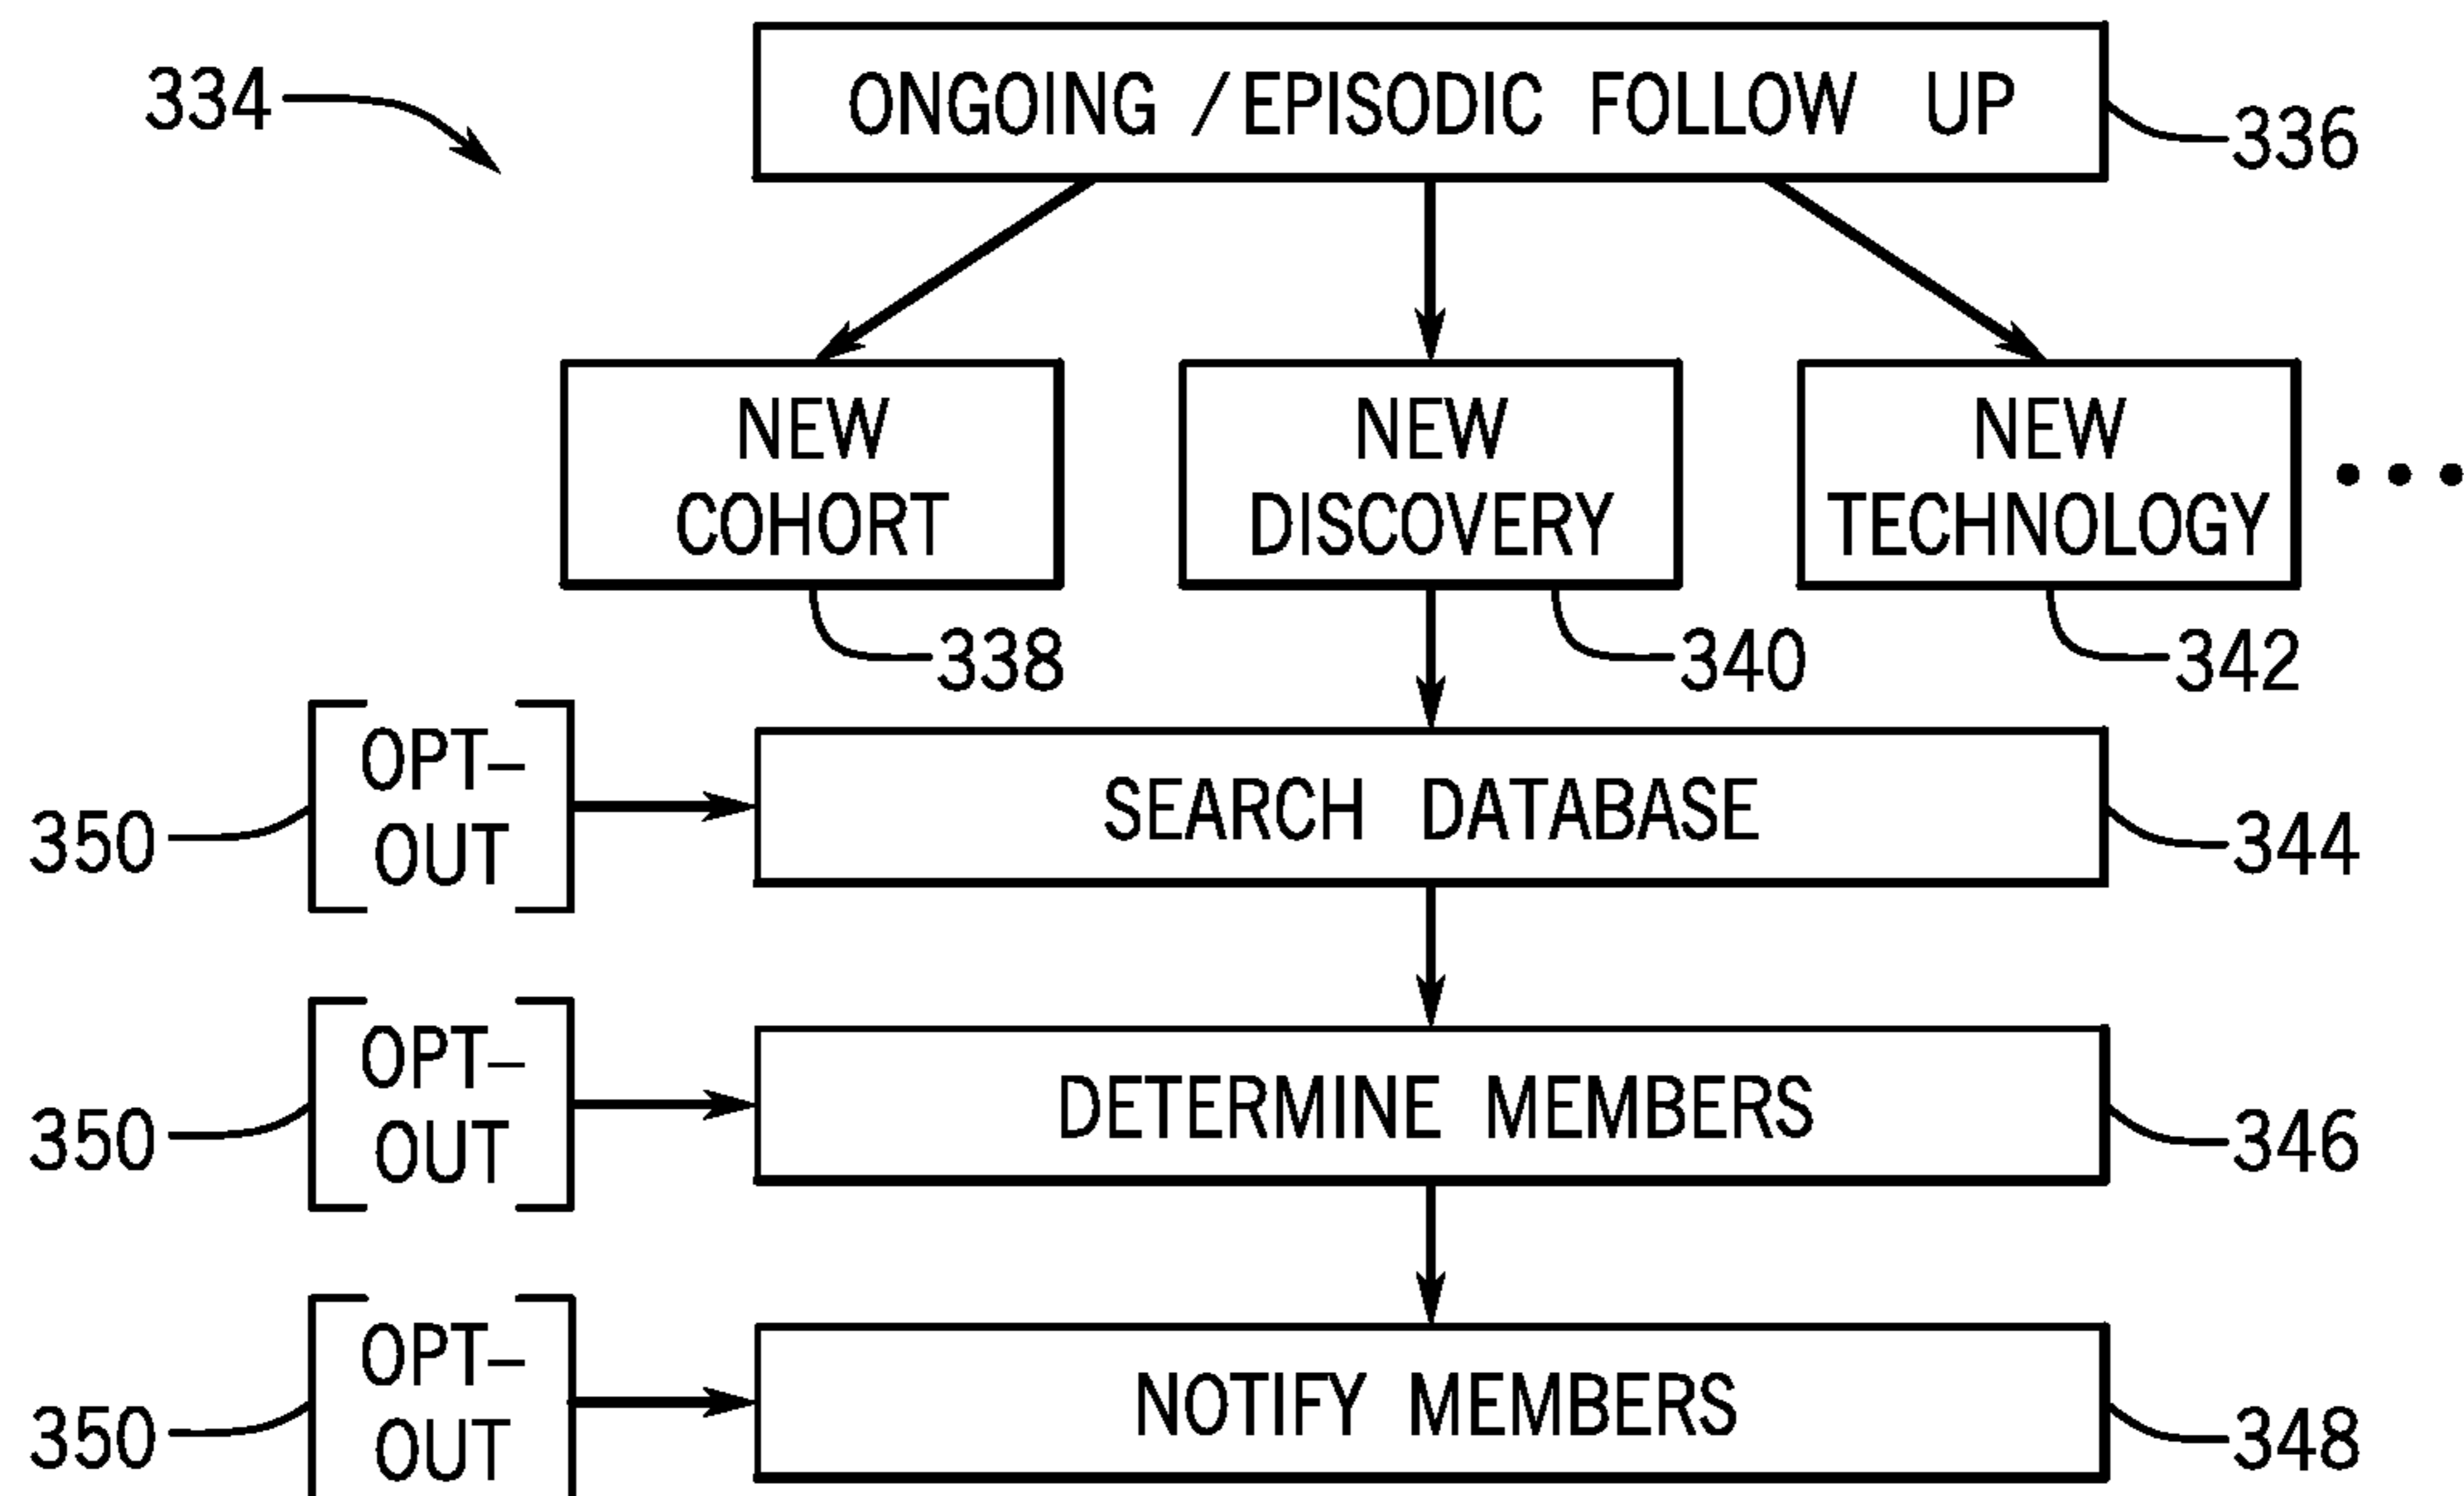 334
ONGOING /EPISODIC FOLLOW UP
336
NEW
COHORT
338
NEW
DISCOVERY
340
NEW
TECHNOLOGY
342
OPT-
OUT
350
SEARCH DATABASE
344
OPT-
OUT
350
DETERMINE MEMBERS
346
OPT-
OUT
350
NOTIFY MEMBERS
348